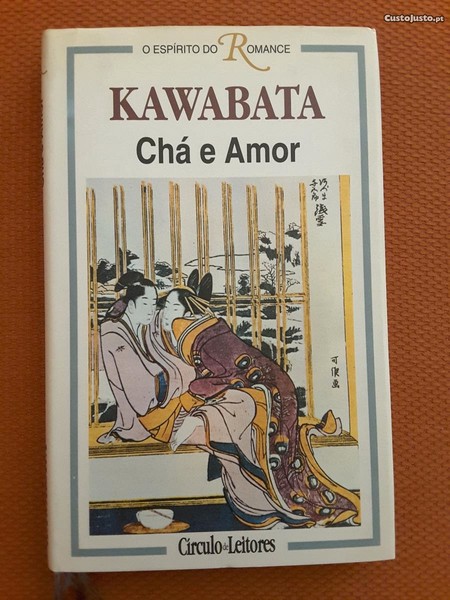 CustoJusto.pt
O ESPÍRITO DO ROMANCE
KAWABATA
Chá e Amor
Círculo de Leitores